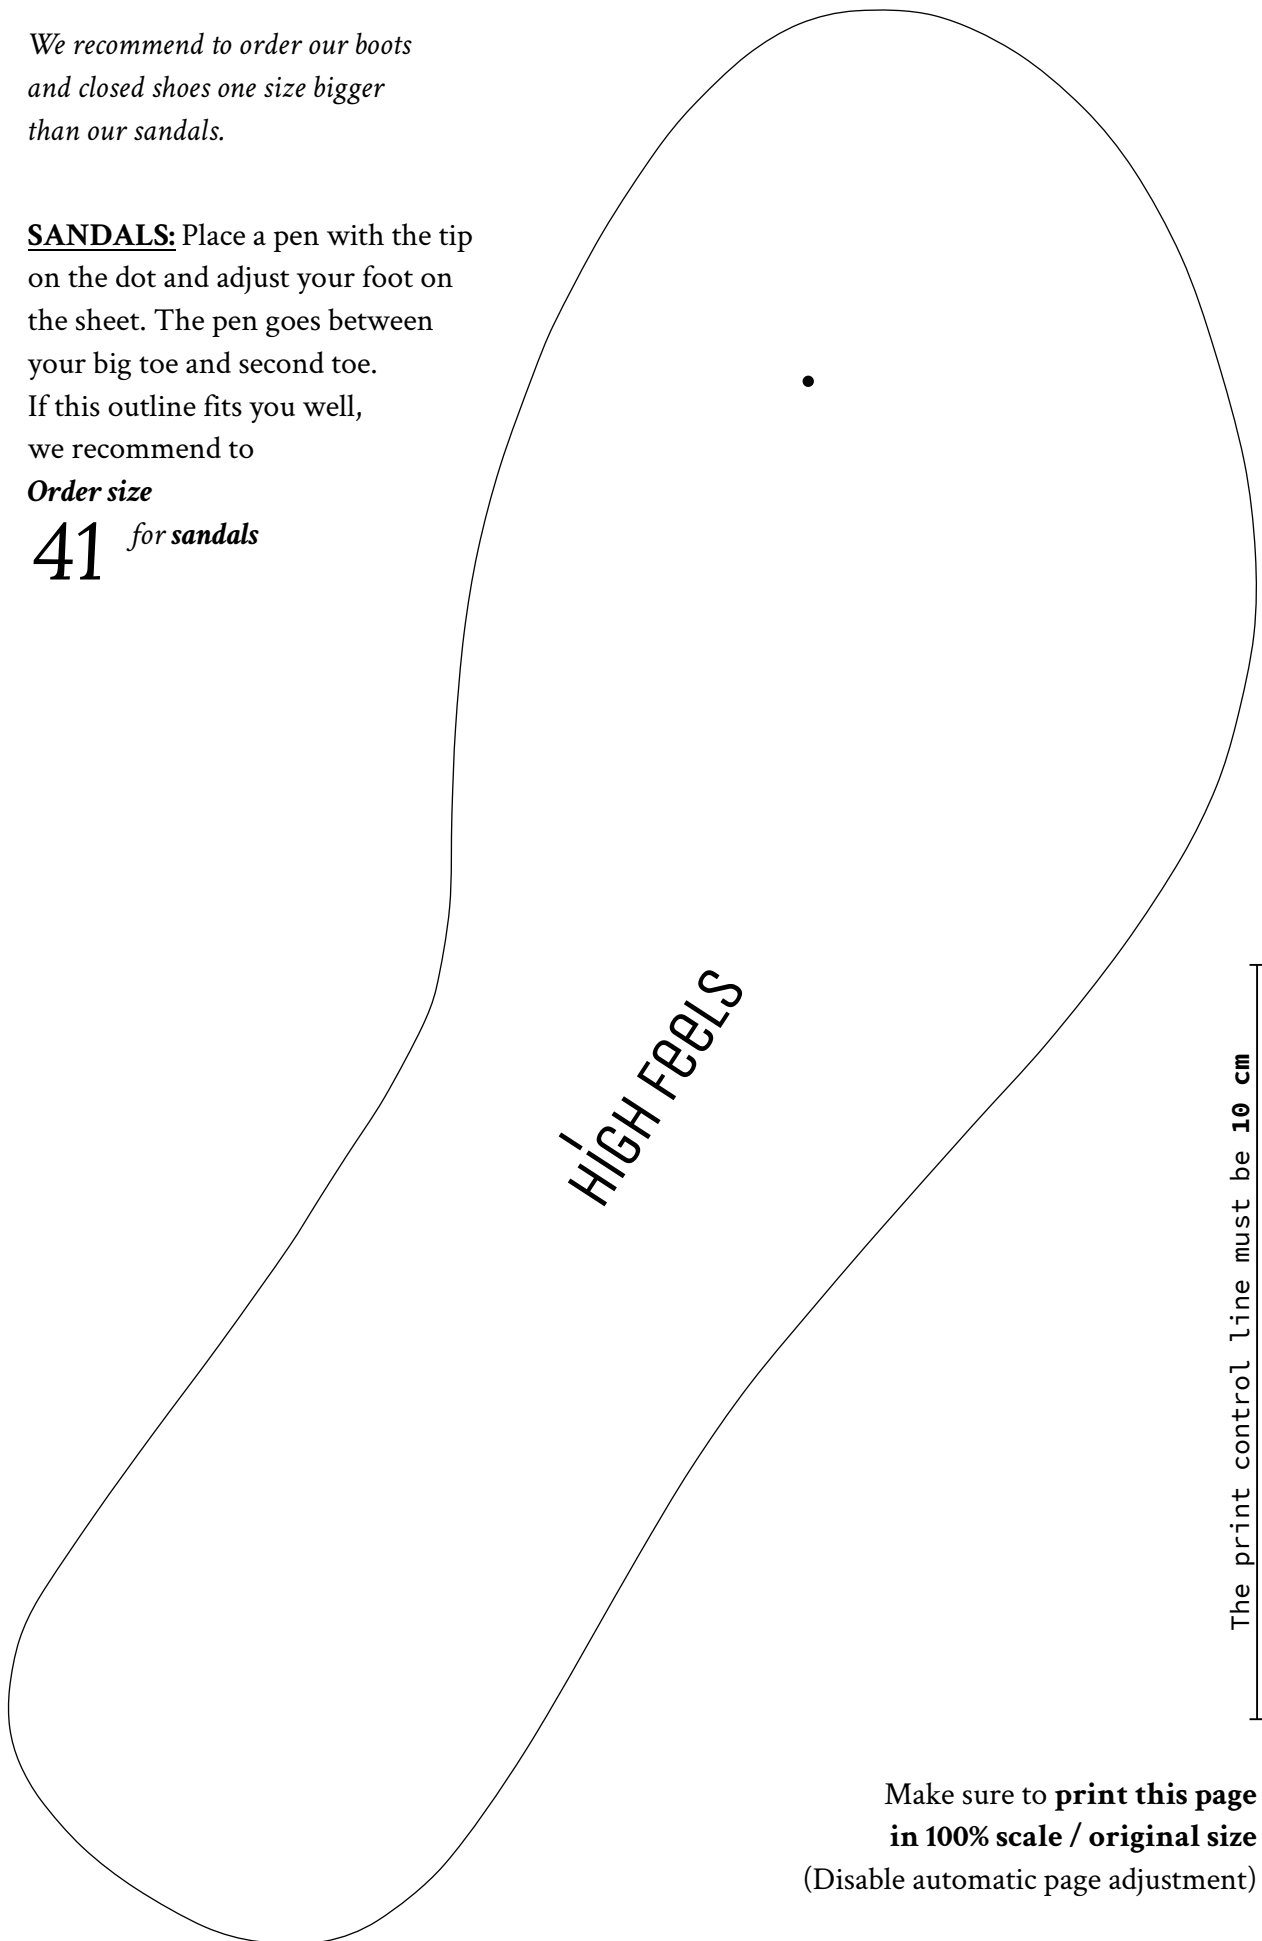 We recommend to order our boots
and closed shoes one size bigger
than our sandals.
SANDALS: Place a pen with the tip
on the dot and adjust your foot on
the sheet. The pen goes between
your big toe and second toe.
If this outline fits you well,
we recommend to
Order size
41 for sandals
HiGH FeeLS
The print control line must be 10 cm
Make sure to print this page
in 100% scale / original size
(Disable automatic page adjustment)